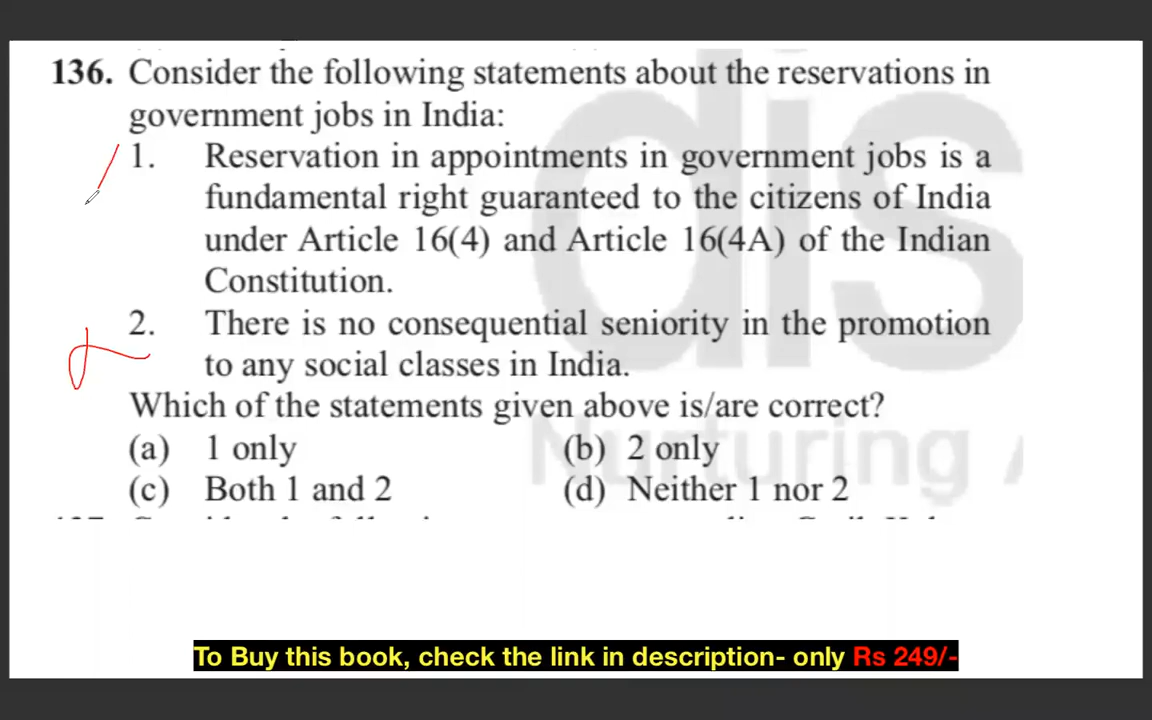 136. Consider the following statements about the reservations in
government jobs in India:
1. Reservation in appointments in government jobs is a
fundamental right guaranteed to the citizens of India
under Article 16(4) and Article 16(4A) of the Indian
Constitution.
2. There is no consequential seniority in the promotion
to any social classes in India.
Which of the statements given above is/are correct?
(a) 1 only (b) 2 only
(c) Both 1 and 2 (d) Neither 1 nor 2
dis
Nurturing A
To Buy this book, check the link in description- only Rs 249/-